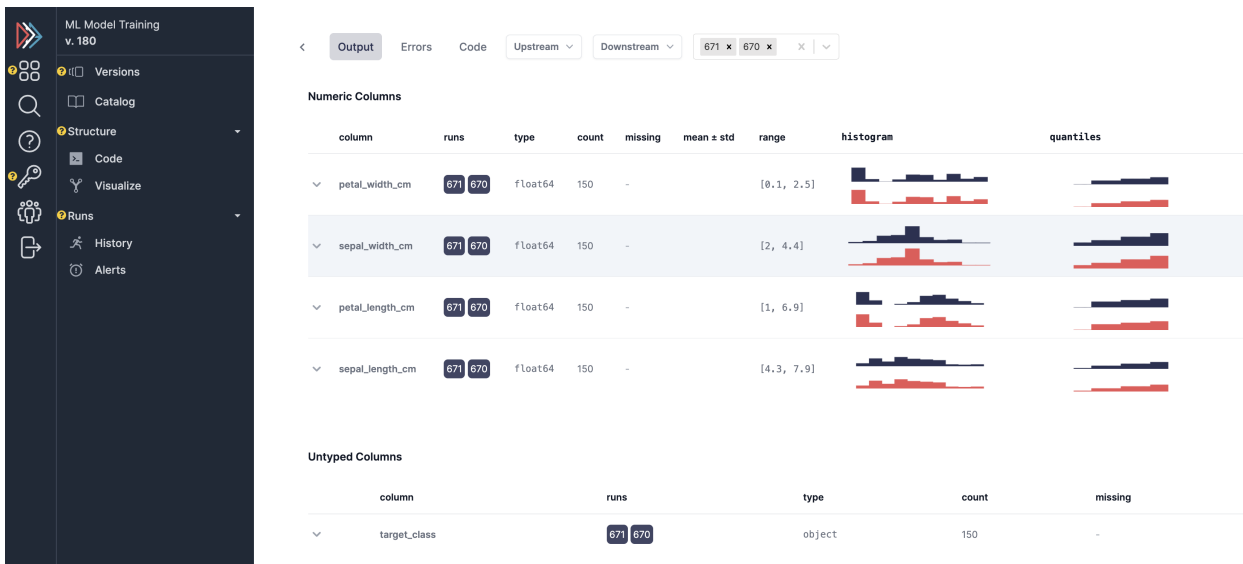 ML Model Training
v. 180
Versions
Catalog
Structure
Code
Visualize
Runs
History
Alerts
Output Errors Code Upstream Downstream 671 × 670 ×
Numeric Columns
column runs type count missing mean ± std range histogram quantiles
petal_width_cm 671 670 float64 150 - [0.1, 2.5]
sepal_width_cm 671 670 float64 150 - [2, 4.4]
petal_length_cm 671 670 float64 150 - [1, 6.9]
sepal_length_cm 671 670 float64 150 - [4.3, 7.9]
Untyped Columns
column runs type count missing
target_class 671 670 object 150 -